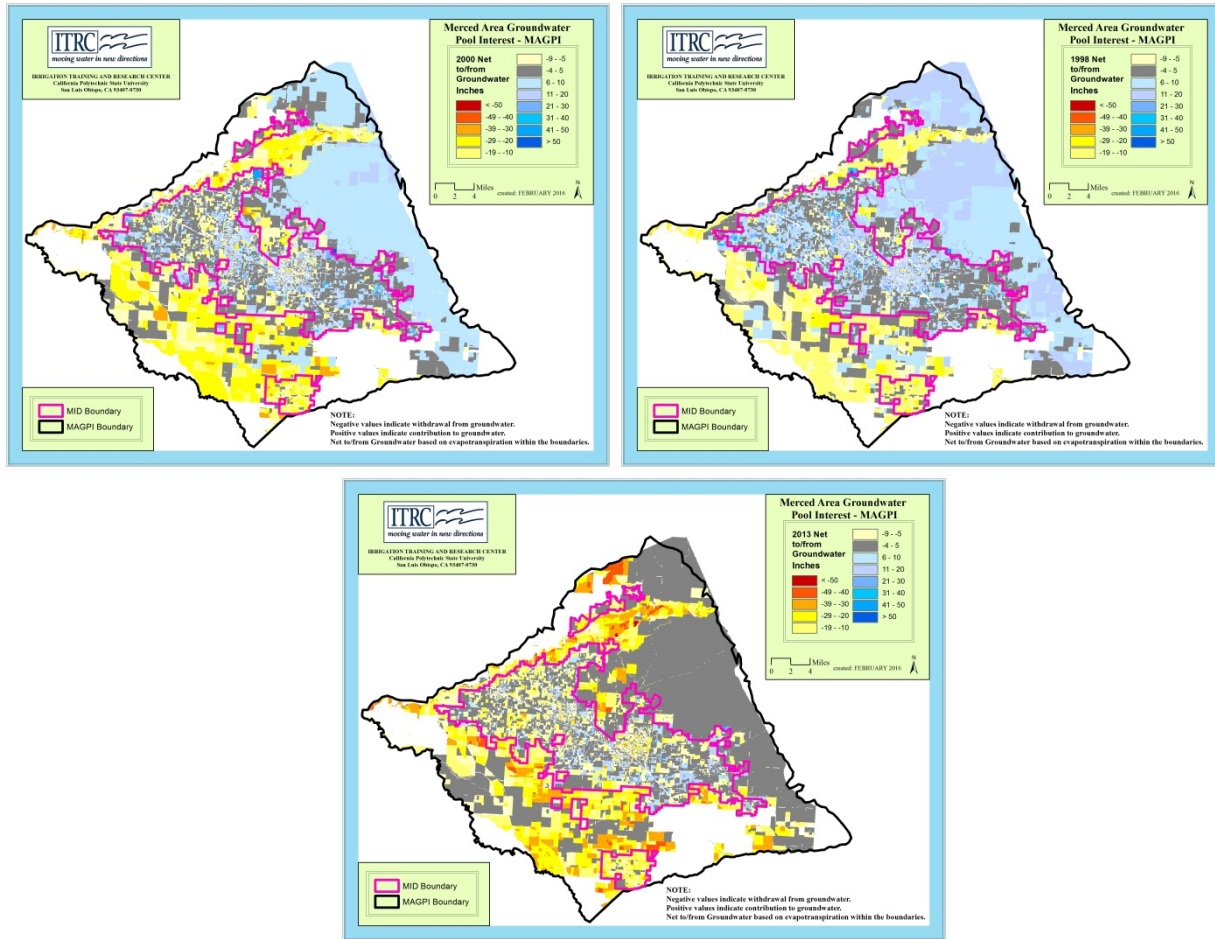 ITRC
moving water in new directions
IRRIGATION TRAINING AND RESEARCH CENTER
California Polytechnic State University
San Luis Obispo, CA 93407-0730
Merced Area Groundwater
Pool Interest - MAGPI
2000 Net
to/from
Groundwater
Inches
< -50
-49 - -40
-39 - -30
-29 - -20
-19 - -10
-9 - -5
-4 - 5
6 - 10
11 - 20
21 - 30
31 - 40
41 - 50
> 50
Miles
0 2 4
created: FEBRUARY 2016
N
MID Boundary
MAGPI Boundary
NOTE:
Negative values indicate withdrawal from groundwater.
Positive values indicate contribution to groundwater.
Net to/from Groundwater based on evapotranspiration within the boundaries.
ITRC
moving water in new directions
IRRIGATION TRAINING AND RESEARCH CENTER
California Polytechnic State University
San Luis Obispo, CA 93407-0730
Merced Area Groundwater
Pool Interest - MAGPI
1998 Net
to/from
Groundwater
Inches
< -50
-49 - -40
-39 - -30
-29 - -20
-19 - -10
-9 - -5
-4 - 5
6 - 10
11 - 20
21 - 30
31 - 40
41 - 50
> 50
Miles
0 2 4
created: FEBRUARY 2016
N
MID Boundary
MAGPI Boundary
NOTE:
Negative values indicate withdrawal from groundwater.
Positive values indicate contribution to groundwater.
Net to/from Groundwater based on evapotranspiration within the boundaries.
ITRC
moving water in new directions
IRRIGATION TRAINING AND RESEARCH CENTER
California Polytechnic State University
San Luis Obispo, CA 93407-0730
Merced Area Groundwater
Pool Interest - MAGPI
2013 Net
to/from
Groundwater
Inches
< -50
-49 - -40
-39 - -30
-29 - -20
-19 - -10
-9 - -5
-4 - 5
6 - 10
11 - 20
21 - 30
31 - 40
41 - 50
> 50
Miles
0 2 4
created: FEBRUARY 2016
N
MID Boundary
MAGPI Boundary
NOTE:
Negative values indicate withdrawal from groundwater.
Positive values indicate contribution to groundwater.
Net to/from Groundwater based on evapotranspiration within the boundaries.